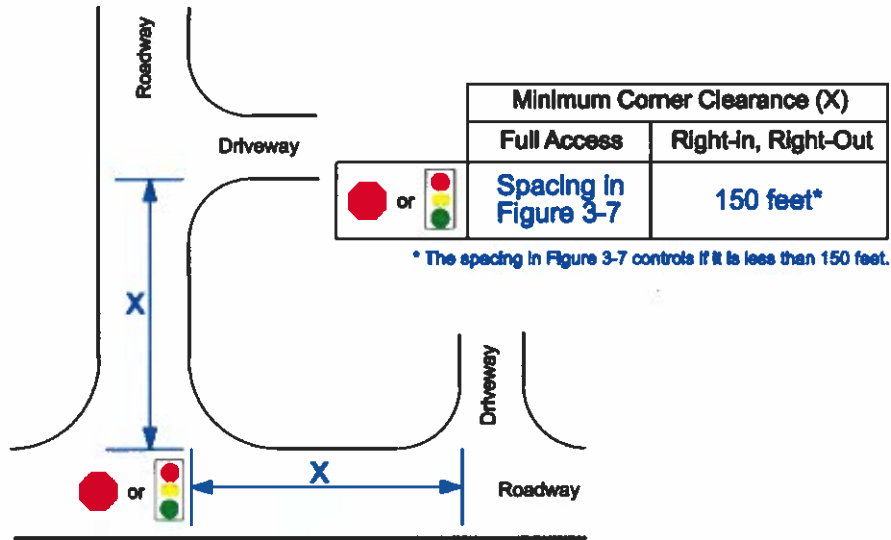 Roadway
Driveway
Minimum Corner Clearance (X)
Full Access
Right-in, Right-Out
or
Spacing in
Figure 3-7
150 feet*
* The spacing in Figure 3-7 controls if it is less than 150 feet.
X
Driveway
or
X
Roadway